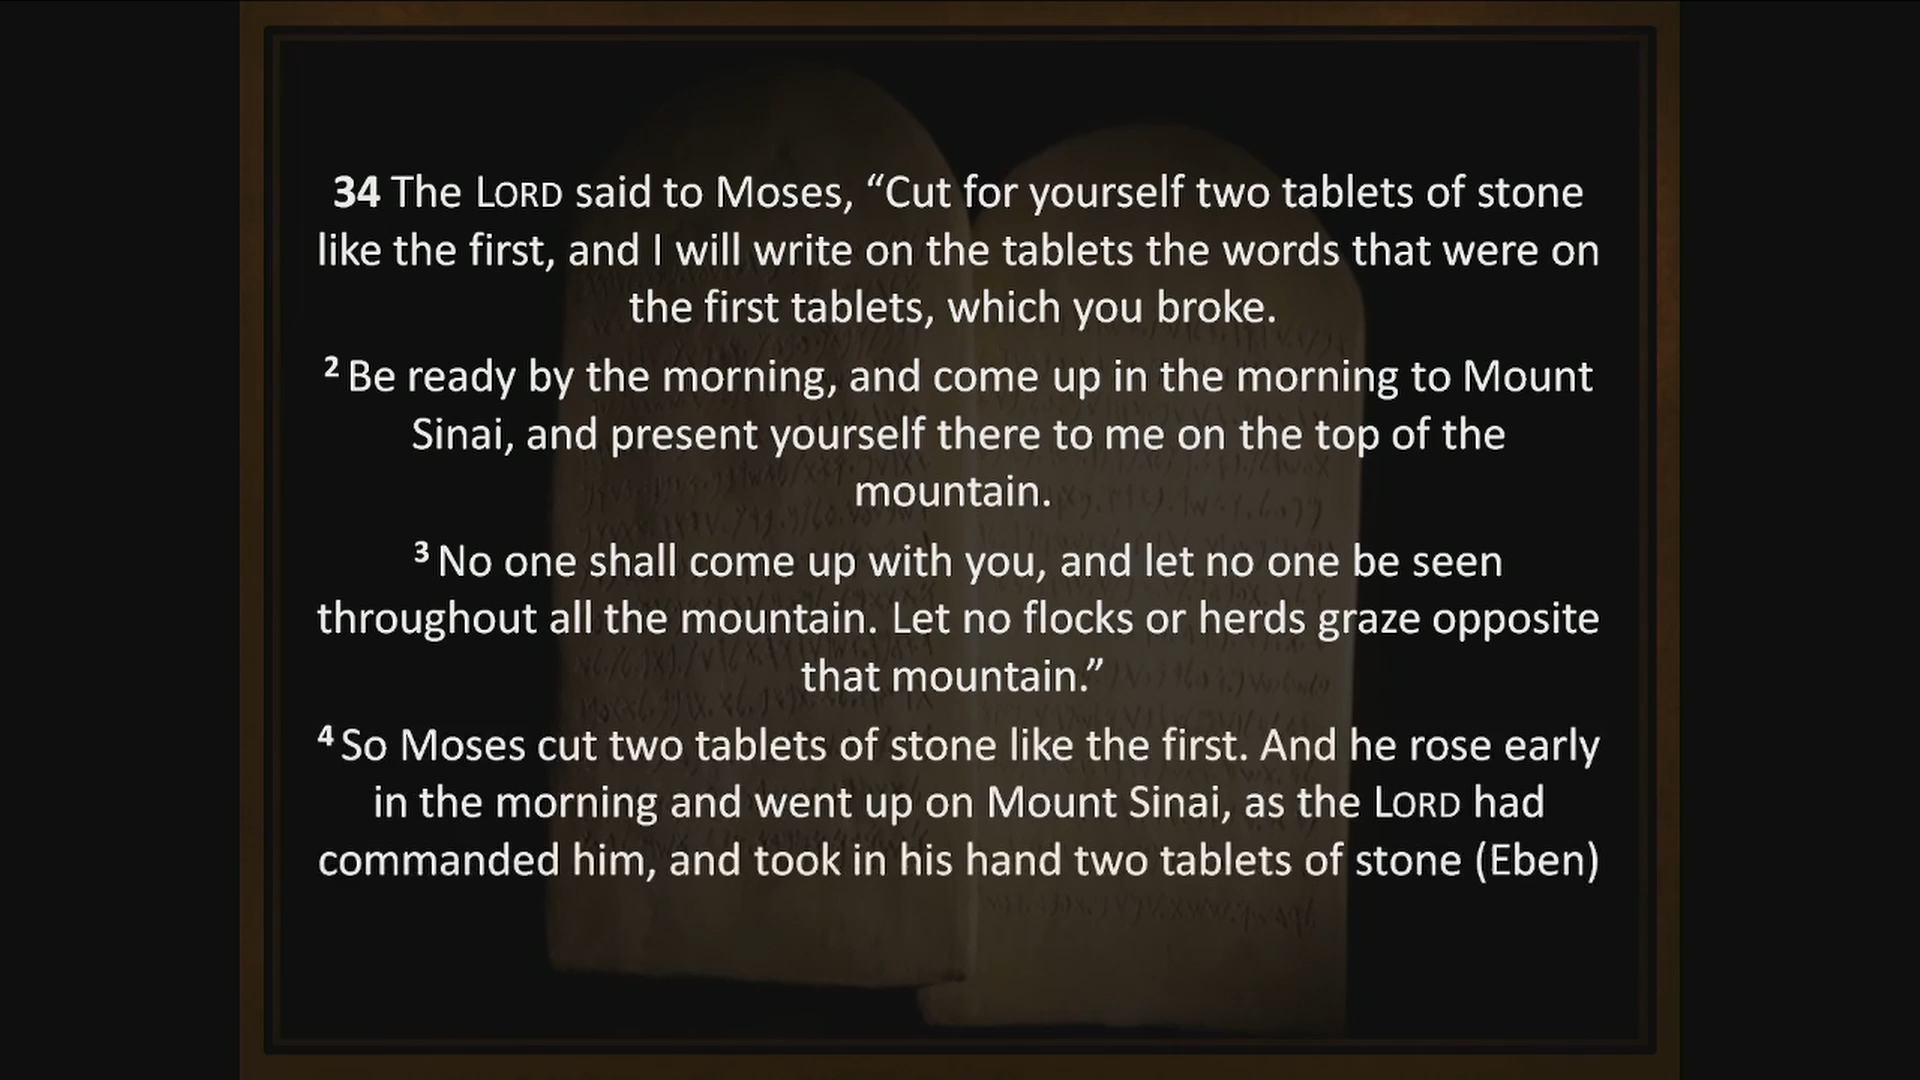 34 The LORD said to Moses, “Cut for yourself two tablets of stone
like the first, and I will write on the tablets the words that were on
the first tablets, which you broke.
2 Be ready by the morning, and come up in the morning to Mount
Sinai, and present yourself there to me on the top of the
mountain.
3 No one shall come up with you, and let no one be seen
throughout all the mountain. Let no flocks or herds graze opposite
that mountain.”
4 So Moses cut two tablets of stone like the first. And he rose early
in the morning and went up on Mount Sinai, as the LORD had
commanded him, and took in his hand two tablets of stone (Eben)